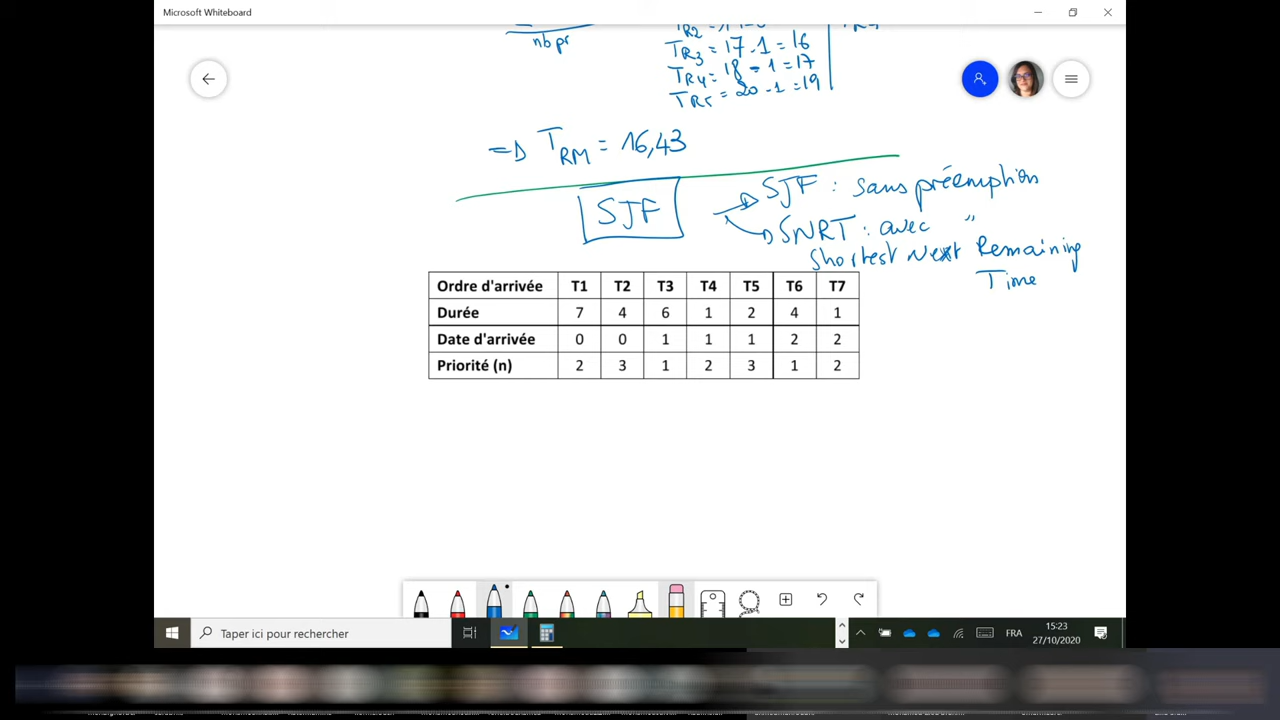 Microsoft Whiteboard
nb pr
TR3 = 17 - 1 = 16
TR4 = 18 - 1 = 17
TR5 = 20 - 1 = 19
=> TRM = 16,43
SJF
SJF : sans préemption
SNRT : avec "
Shortest Next Remaining
Time
Ordre d'arrivée T1 T2 T3 T4 T5 T6 T7
Durée 7 4 6 1 2 4 1
Date d'arrivée 0 0 1 1 1 2 2
Priorité (n) 2 3 1 2 3 1 2
Taper ici pour rechercher
FRA
15:23
27/10/2020